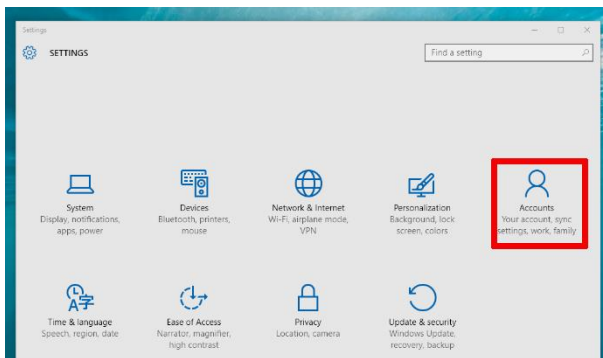 Settings
SETTINGS
Find a setting
System
Display, notifications,
apps, power
Devices
Bluetooth, printers,
mouse
Network & Internet
Wi-Fi, airplane mode,
VPN
Personalization
Background, lock
screen, colors
Accounts
Your account, sync
settings, work, family
A字
Time & language
Speech, region, date
Ease of Access
Narrator, magnifier,
high contrast
Privacy
Location, camera
Update & security
Windows Update,
recovery, backup